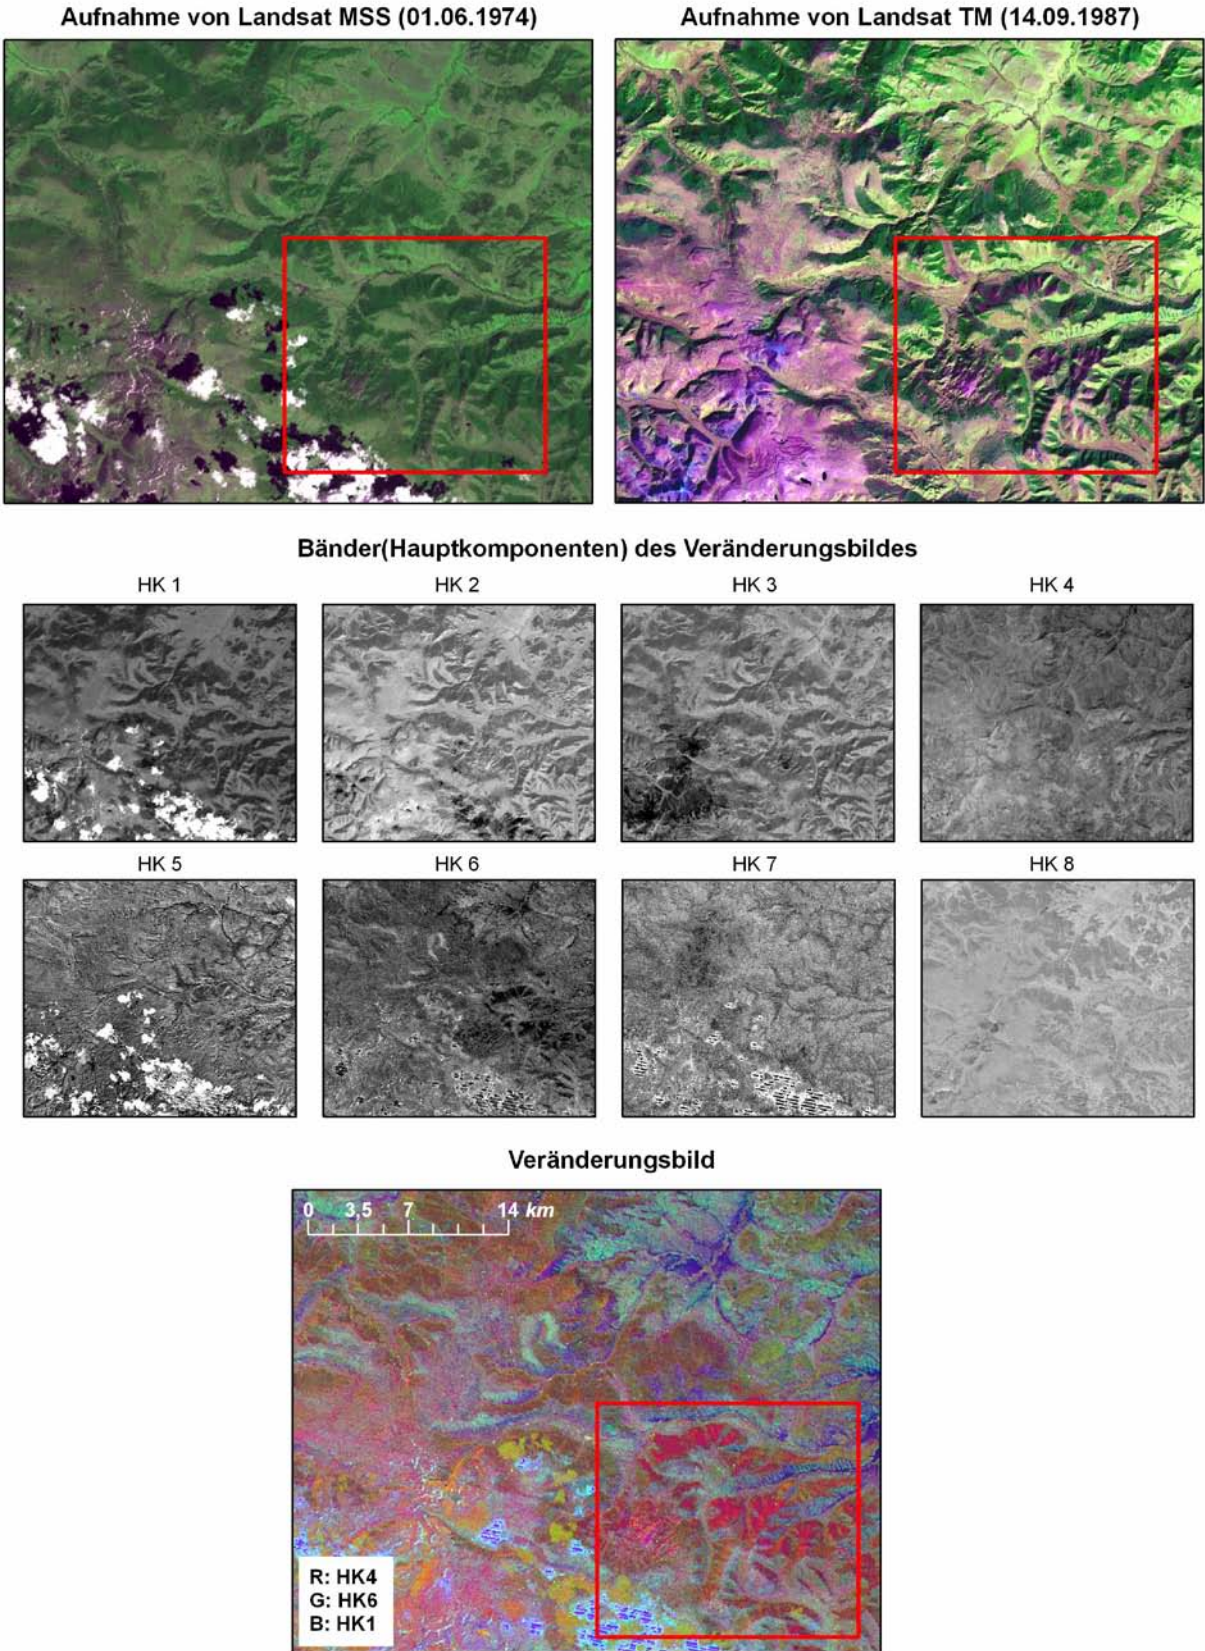 Aufnahme von Landsat MSS (01.06.1974)
Aufnahme von Landsat TM (14.09.1987)
Bänder(Hauptkomponenten) des Veränderungsbildes
HK 1
HK 2
HK 3
HK 4
HK 5
HK 6
HK 7
HK 8
Veränderungsbild
0 3,5 7 14 km
R: HK4
G: HK6
B: HK1